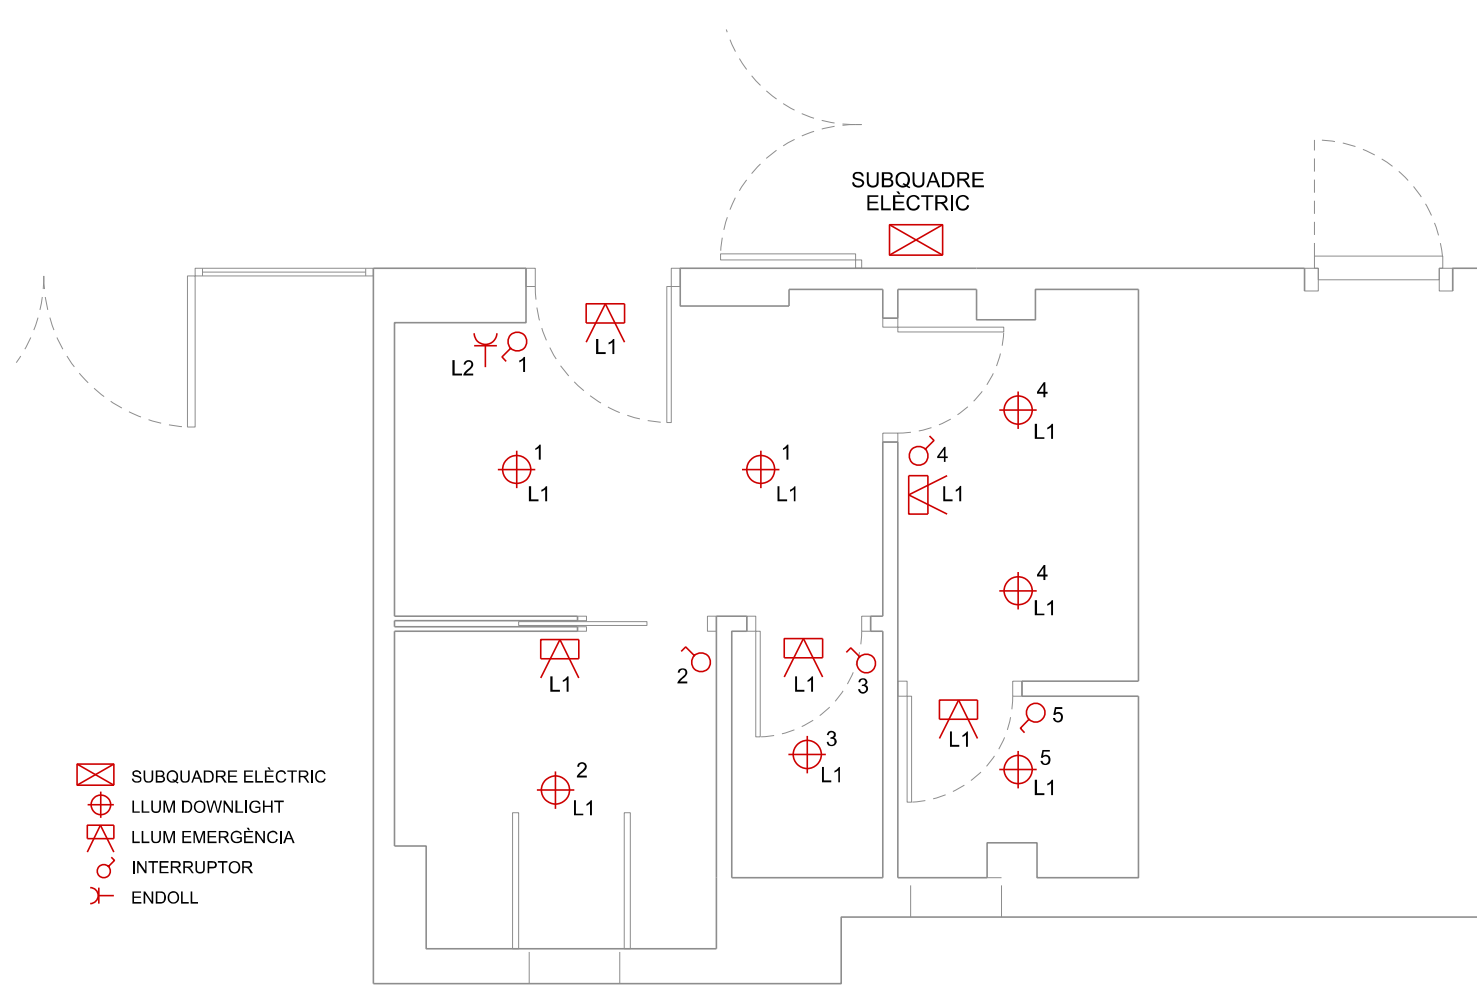 SUBQUADRE
ELÈCTRIC
L1
L2
1
4
L1
1
L1
1
L1
4
L1
4
L1
L1
2
L1
3
L1
5
3
L1
5
L1
2
L1
SUBQUADRE ELÈCTRIC
LLUM DOWNLIGHT
LLUM EMERGÈNCIA
INTERRUPTOR
ENDOLL